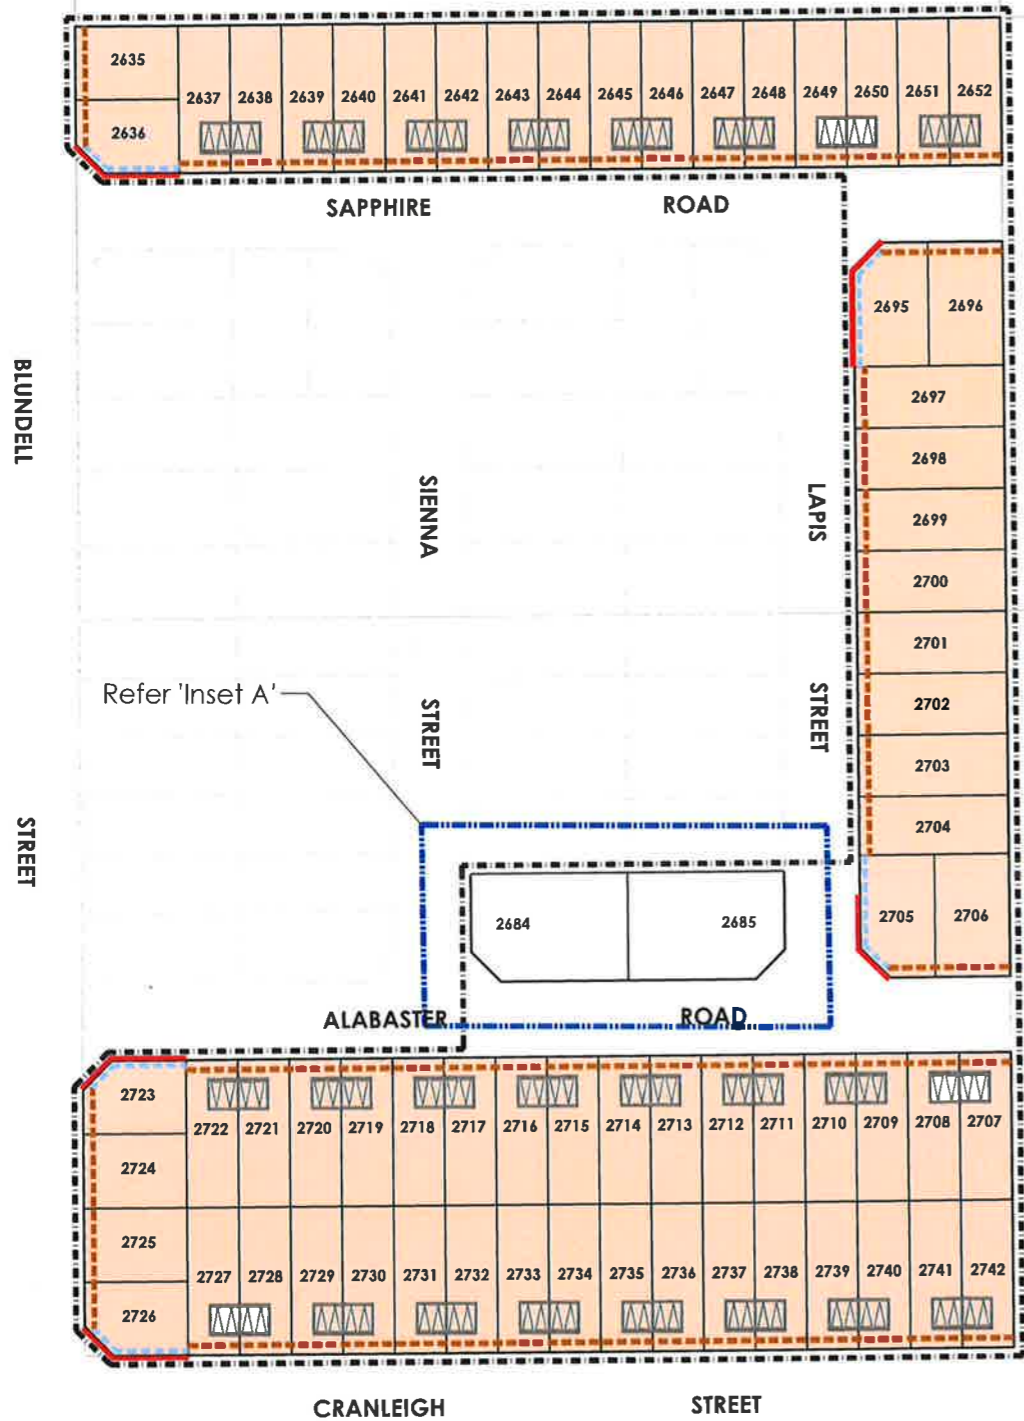 2635
2637 2638 2639 2640 2641 2642 2643 2644 2645 2646 2647 2648 2649 2650 2651 2652
2636
SAPPHIRE ROAD
2695 2696
BLUNDELL
2697
2698
SIENNA
LAPIS
2699
2700
2701
Refer 'Inset A'
STREET
STREET
2702
2703
STREET
2704
2684 2685
2705 2706
ALABASTER ROAD
2723
2722 2721 2720 2719 2718 2717 2716 2715 2714 2713 2712 2711 2710 2709 2708 2707
2724
2725
2727 2728 2729 2730 2731 2732 2733 2734 2735 2736 2737 2738 2739 2740 2741 2742
2726
CRANLEIGH STREET